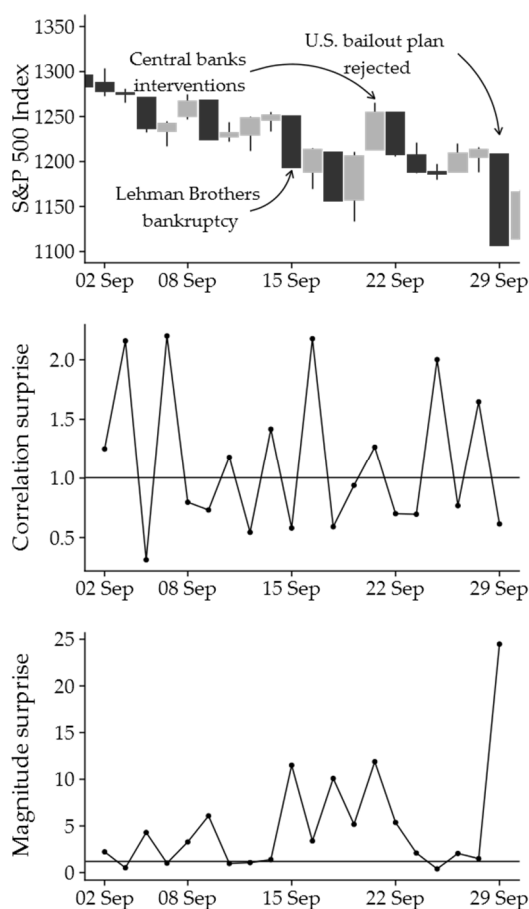 1350
U.S. bailout plan
rejected
Central banks
interventions
1300
1250
1200
1150
1100
S&P 500 Index
Lehman Brothers
bankruptcy
02 Sep 08 Sep 15 Sep 22 Sep 29 Sep
2.0
1.5
1.0
0.5
Correlation surprise
02 Sep 08 Sep 15 Sep 22 Sep 29 Sep
25
20
15
10
5
0
Magnitude surprise
02 Sep 08 Sep 15 Sep 22 Sep 29 Sep